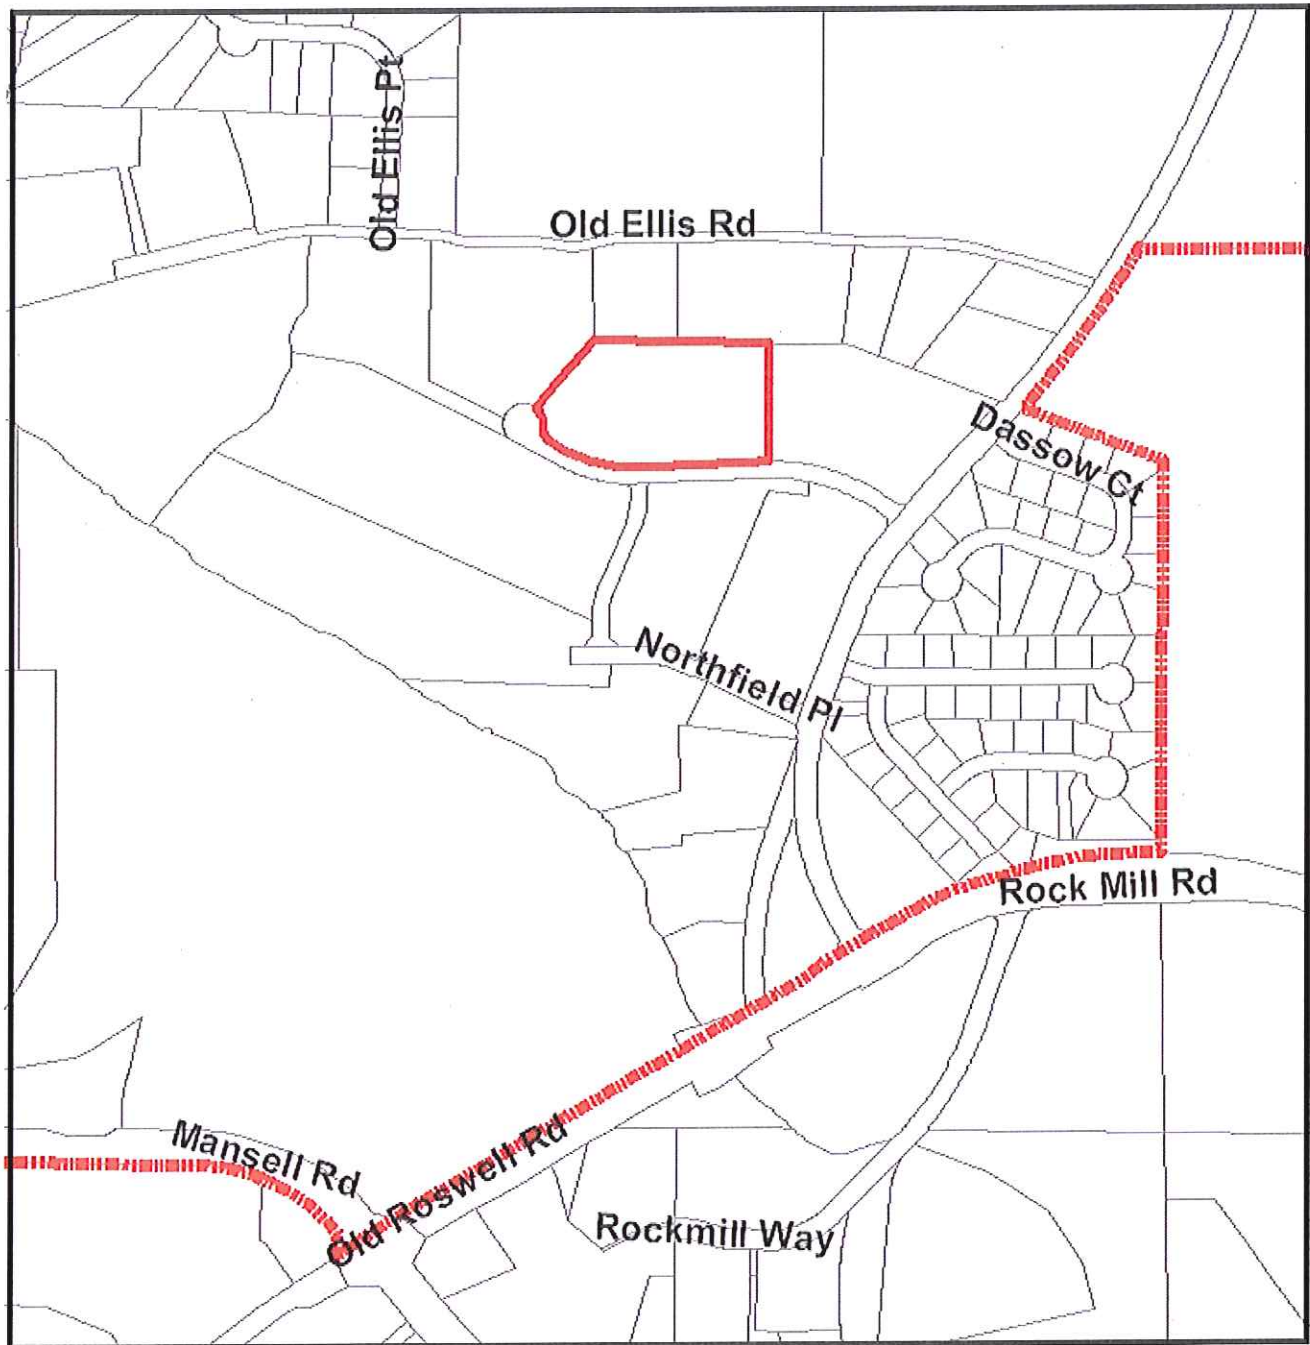 Old Ellis Pt
Old Ellis Rd
Dassow Ct
Northfield Pl
Rock Mill Rd
Mansell Rd
Old Roswell Rd
Rockmill Way